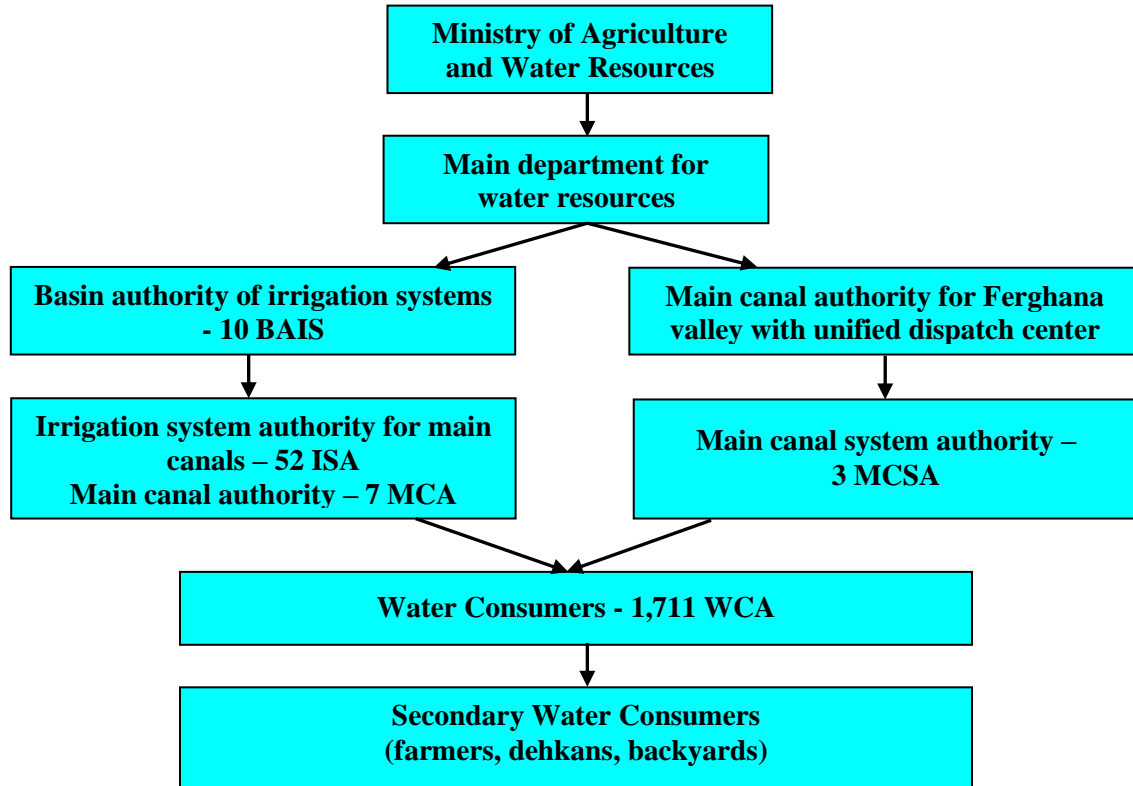 Ministry of Agriculture
and Water Resources
Main department for
water resources
Basin authority of irrigation systems
- 10 BAIS
Main canal authority for Ferghana
valley with unified dispatch center
Irrigation system authority for main
canals – 52 ISA
Main canal authority – 7 MCA
Main canal system authority –
3 MCSA
Water Consumers - 1,711 WCA
Secondary Water Consumers
(farmers, dehkans, backyards)